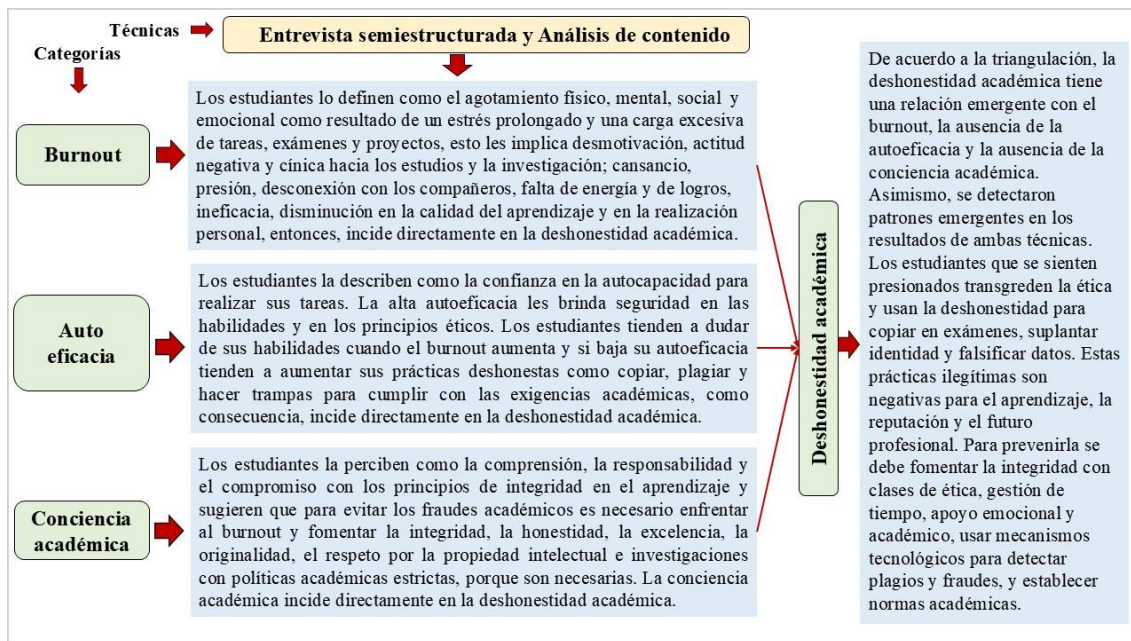 Técnicas
Entrevista semiestructurada y Análisis de contenido
Categorías
Burnout
Los estudiantes lo definen como el agotamiento físico, mental, social y
emocional como resultado de un estrés prolongado y una carga excesiva
de tareas, exámenes y proyectos, esto les implica desmotivación, actitud
negativa y cínica hacia los estudios y la investigación; cansancio,
presión, desconexión con los compañeros, falta de energía y de logros,
ineficacia, disminución en la calidad del aprendizaje y en la realización
personal, entonces, incide directamente en la deshonestidad académica.
Auto
eficacia
Los estudiantes la describen como la confianza en la autocapacidad para
realizar sus tareas. La alta autoeficacia les brinda seguridad en las
habilidades y en los principios éticos. Los estudiantes tienden a dudar
de sus habilidades cuando el burnout aumenta y si baja su autoeficacia
tienden a aumentar sus prácticas deshonestas como copiar, plagiar y
hacer trampas para cumplir con las exigencias académicas, como
consecuencia, incide directamente en la deshonestidad académica.
Conciencia
académica
Los estudiantes la perciben como la comprensión, la responsabilidad y
el compromiso con los principios de integridad en el aprendizaje y
sugieren que para evitar los fraudes académicos es necesario enfrentar
al burnout y fomentar la integridad, la honestidad, la excelencia, la
originalidad, el respeto por la propiedad intelectual e investigaciones
con políticas académicas estrictas, porque son necesarias. La conciencia
académica incide directamente en la deshonestidad académica.
Deshonestidad académica
De acuerdo a la triangulación, la
deshonestidad académica tiene
una relación emergente con el
burnout, la ausencia de la
autoeficacia y la ausencia de la
conciencia académica.
Asimismo, se detectaron
patrones emergentes en los
resultados de ambas técnicas.
Los estudiantes que se sienten
presionados transgreden la ética
y usan la deshonestidad para
copiar en exámenes, suplantar
identidad y falsificar datos. Estas
prácticas ilegítimas son
negativas para el aprendizaje, la
reputación y el futuro
profesional. Para prevenirla se
debe fomentar la integridad con
clases de ética, gestión de
tiempo, apoyo emocional y
académico, usar mecanismos
tecnológicos para detectar
plagios y fraudes, y establecer
normas académicas.